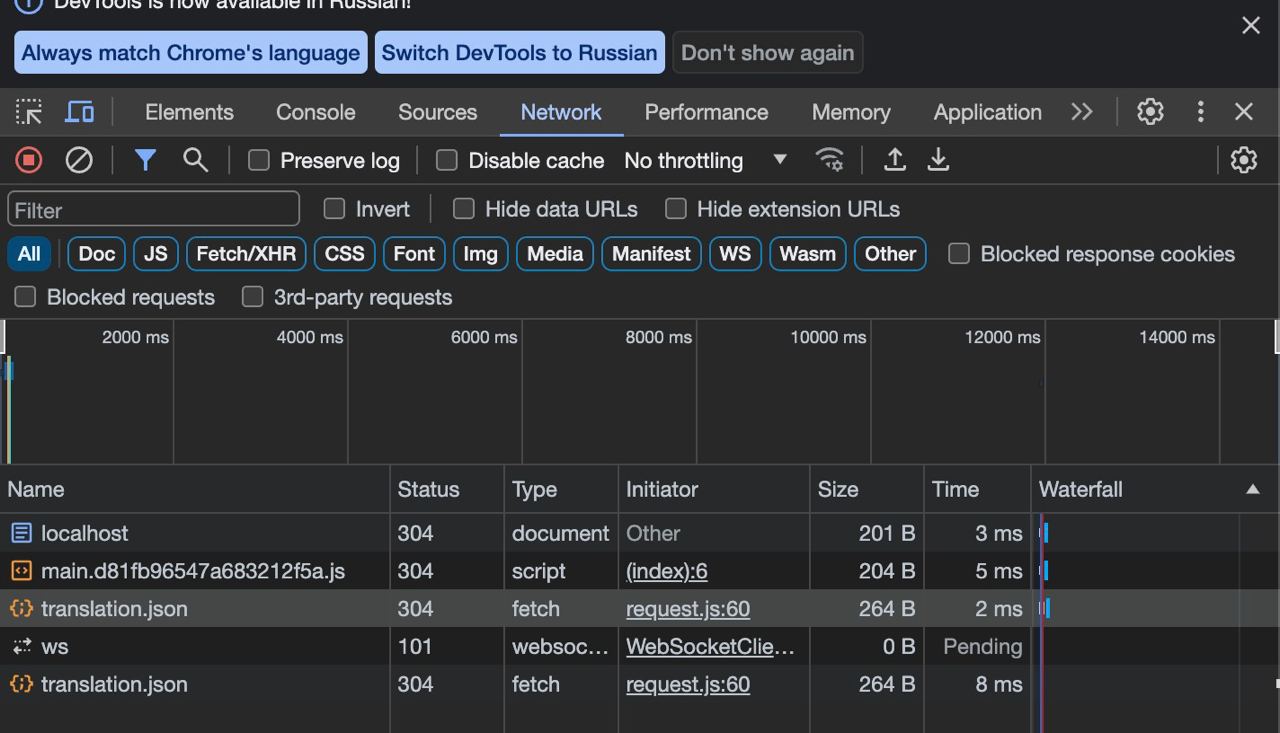 DevTools is now available in Russian!
Always match Chrome's language Switch DevTools to Russian Don't show again
Elements Console Sources Network Performance Memory Application
Preserve log Disable cache No throttling
Filter Invert Hide data URLs Hide extension URLs
All Doc JS Fetch/XHR CSS Font Img Media Manifest WS Wasm Other Blocked response cookies
Blocked requests 3rd-party requests
2000 ms 4000 ms 6000 ms 8000 ms 10000 ms 12000 ms 14000 ms
Name Status Type Initiator Size Time Waterfall
localhost 304 document Other 201 B 3 ms
main.d81fb96547a683212f5a.js 304 script (index):6 204 B 5 ms
translation.json 304 fetch request.js:60 264 B 2 ms
ws 101 websoc... WebSocketClie... 0 B Pending
translation.json 304 fetch request.js:60 264 B 8 ms